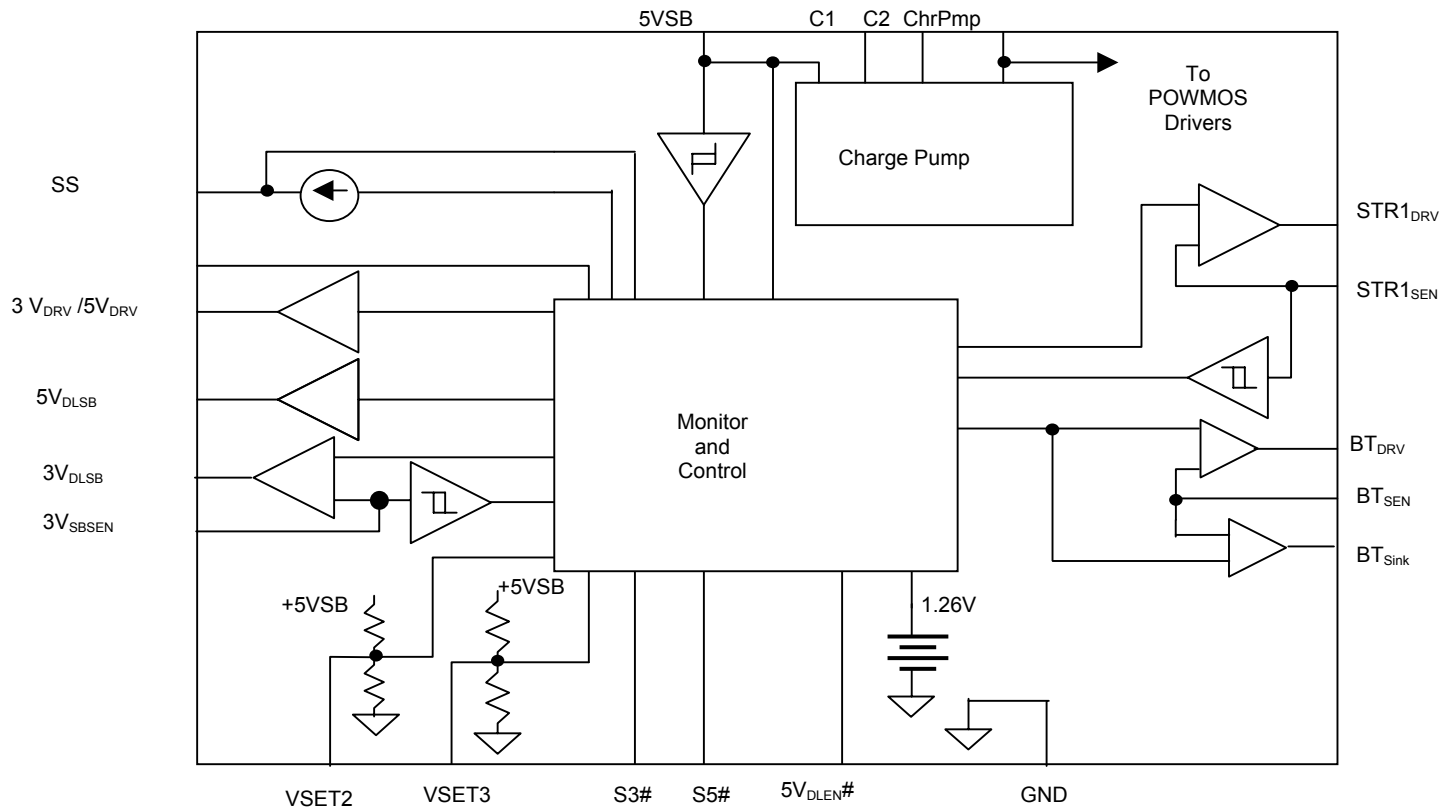 5VSB
C1
C2
ChrPmp
To
POWMOS
Drivers
Charge Pump
SS
STR1DRV
STR1SEN
3 VDRV /5VDRV
5VDLSB
3VDLSB
3VSBSEN
Monitor
and
Control
BTDRV
BTSEN
BTSink
+5VSB
+5VSB
1.26V
VSET2
VSET3
S3#
S5#
5VDLEN#
GND